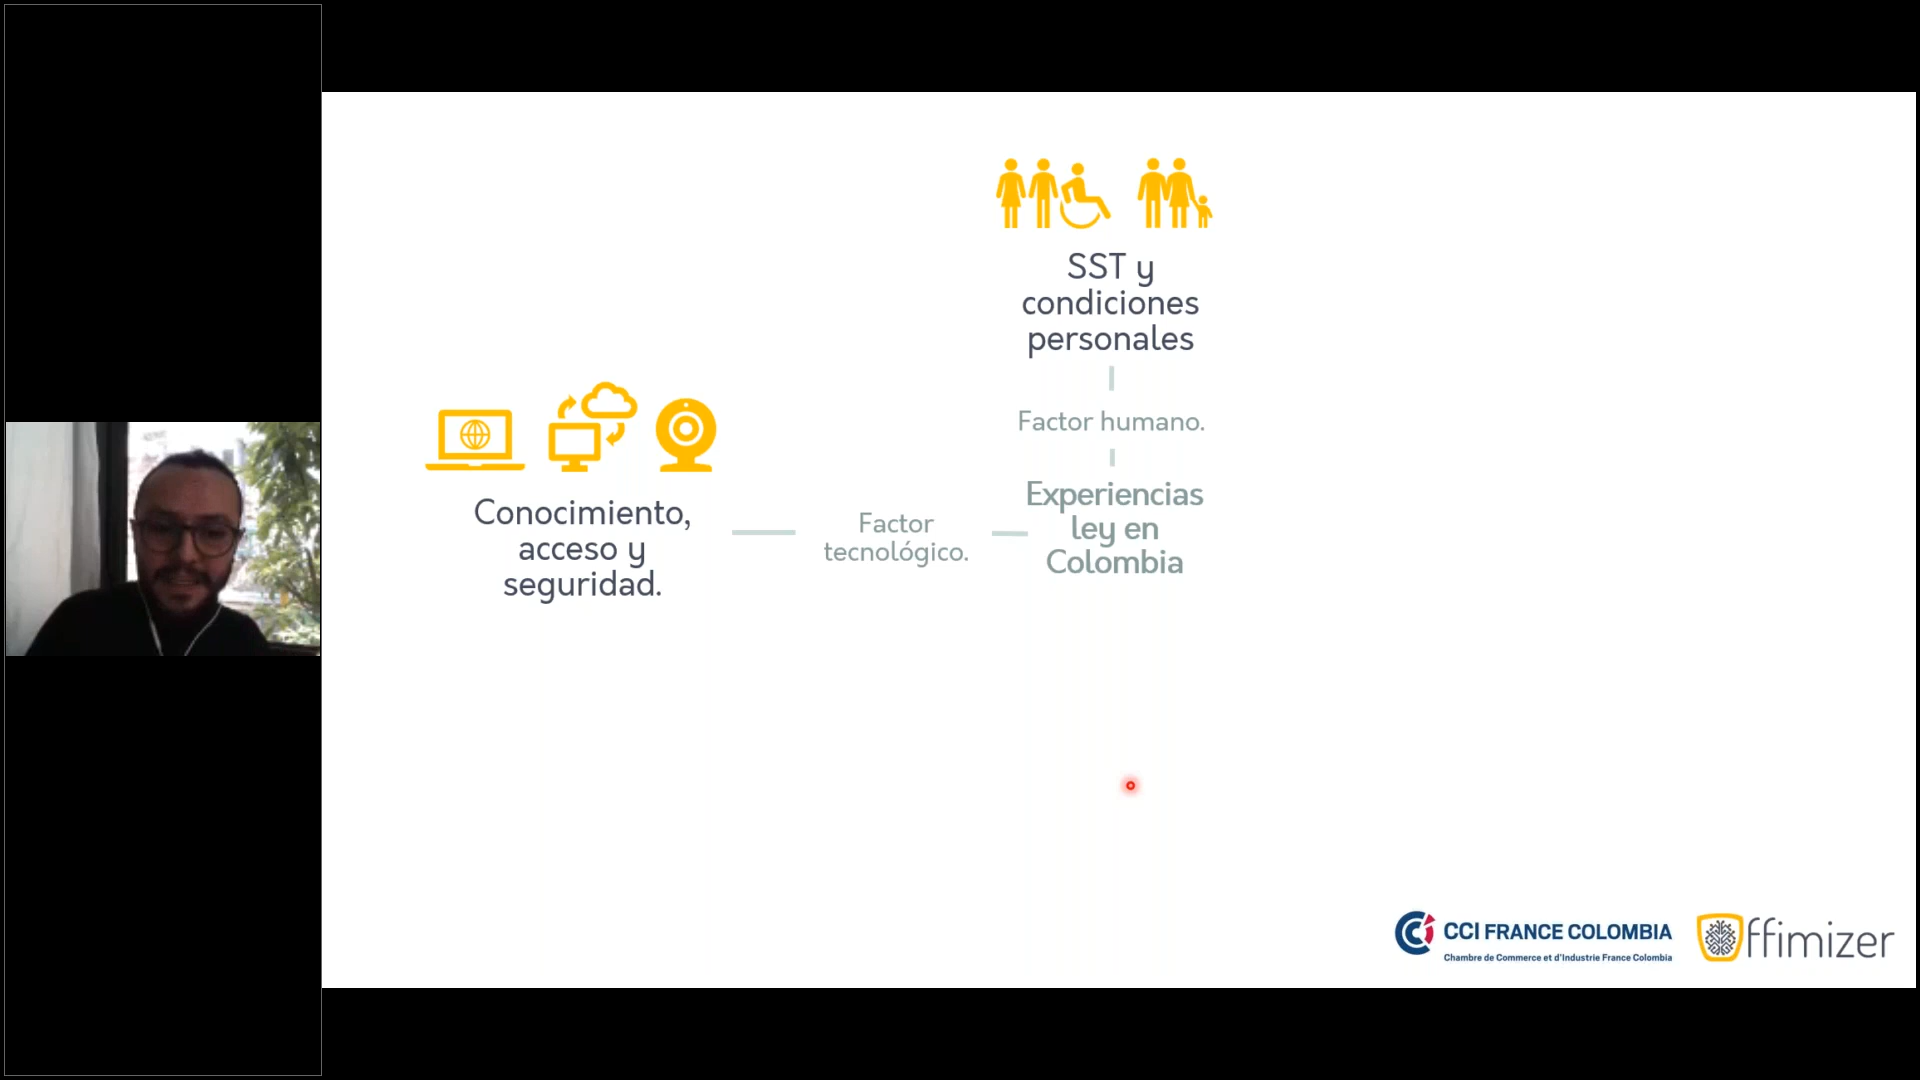 SST y
condiciones
personales
Factor humano.
Experiencias
ley en
Colombia
Factor
tecnológico.
Conocimiento,
acceso y
seguridad.
CCI FRANCE COLOMBIA
Chambre de Commerce et d'Industrie France Colombia
ffimizer